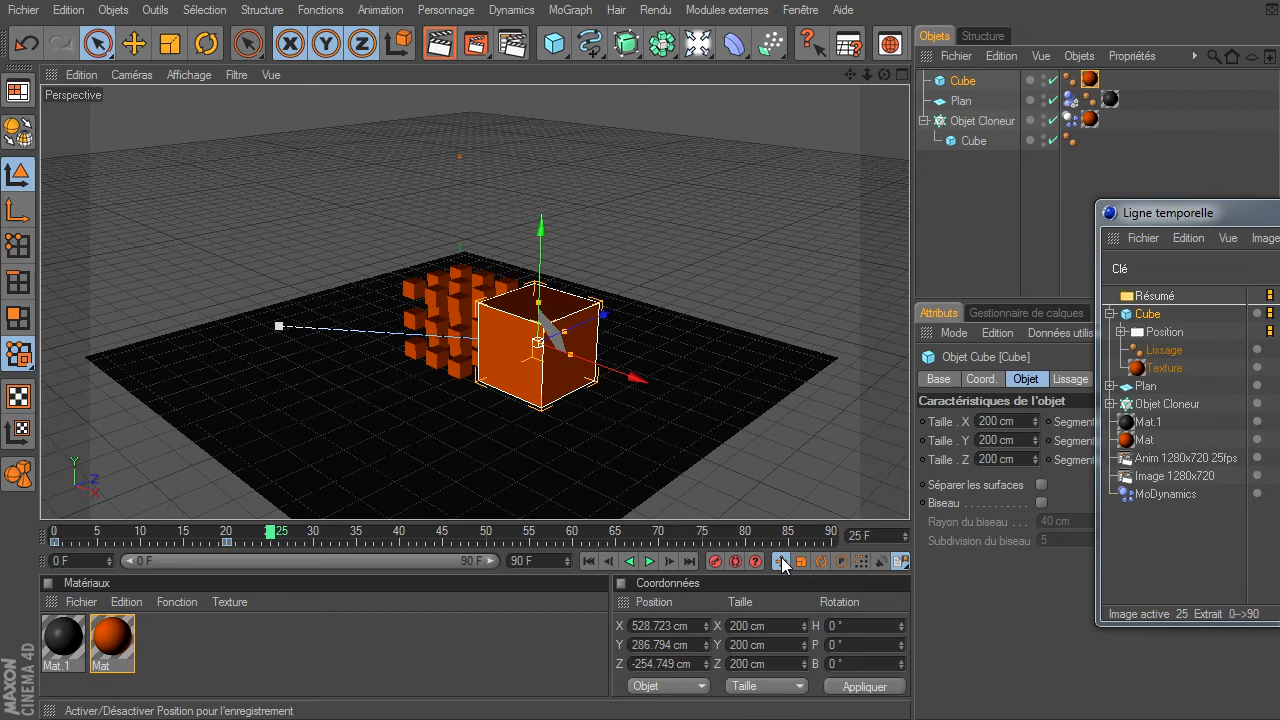 Fichier Edition Objets Outils Sélection Structure Fonctions Animation Personnage Dynamics MoGraph Hair Rendu Modules externes Fenêtre Aide
Edition Caméras Affichage Filtre Vue
Perspective
Y
Y
Z
X
0 5 10 15 20 25 30 35 40 45 50 55 60 65 70 75 80 85 90 25 F
0 F 0 F 90 F 90 F
Matériaux
Fichier Edition Fonction Texture
Mat.1 Mat
MAXON
CINEMA 4D
Coordonnées
Position Taille Rotation
X 528.723 cm X 200 cm H 0 °
Y 286.794 cm Y 200 cm P 0 °
Z -254.749 cm Z 200 cm B 0 °
Objet Taille Appliquer
Activer/Désactiver Position pour l'enregistrement
Objets Structure
Fichier Edition Vue Objets Propriétés
Cube
Plan
Objet Cloneur
Cube
Attributs Gestionnaire de calques
Mode Edition Données utilis
Objet Cube [Cube]
Base Coord. Objet Lissage
Caractéristiques de l'objet
Taille . X 200 cm Segment
Taille . Y 200 cm Segment
Taille . Z 200 cm Segment
Séparer les surfaces
Biseau . . . . . . . . . . .
Rayon du biseau . . . 40 cm
Subdivision du biseau . 5
Ligne temporelle
Fichier Edition Vue Image
Clé
Résumé
Cube
Position
Lissage
Texture
Plan
Objet Cloneur
Mat.1
Mat
Anim 1280x720 25fps
Image 1280x720
MoDynamics
Image active 25 Extrait 0-->90